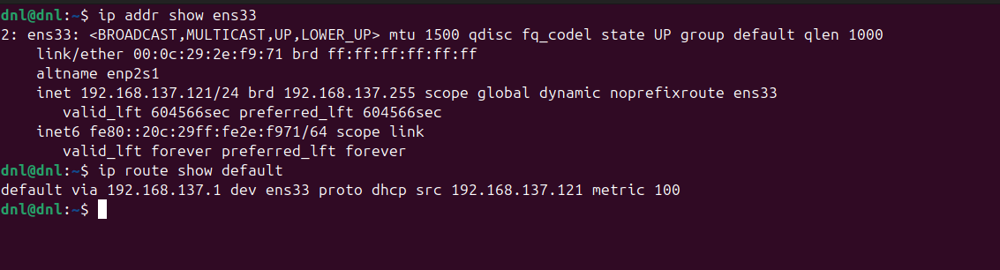 dnl@dnl:~$ ip addr show ens33
2: ens33: <BROADCAST,MULTICAST,UP,LOWER_UP> mtu 1500 qdisc fq_codel state UP group default qlen 1000
    link/ether 00:0c:29:2e:f9:71 brd ff:ff:ff:ff:ff:ff
    altname enp2s1
    inet 192.168.137.121/24 brd 192.168.137.255 scope global dynamic noprefixroute ens33
       valid_lft 604566sec preferred_lft 604566sec
    inet6 fe80::20c:29ff:fe2e:f971/64 scope link
       valid_lft forever preferred_lft forever
dnl@dnl:~$ ip route show default
default via 192.168.137.1 dev ens33 proto dhcp src 192.168.137.121 metric 100
dnl@dnl:~$